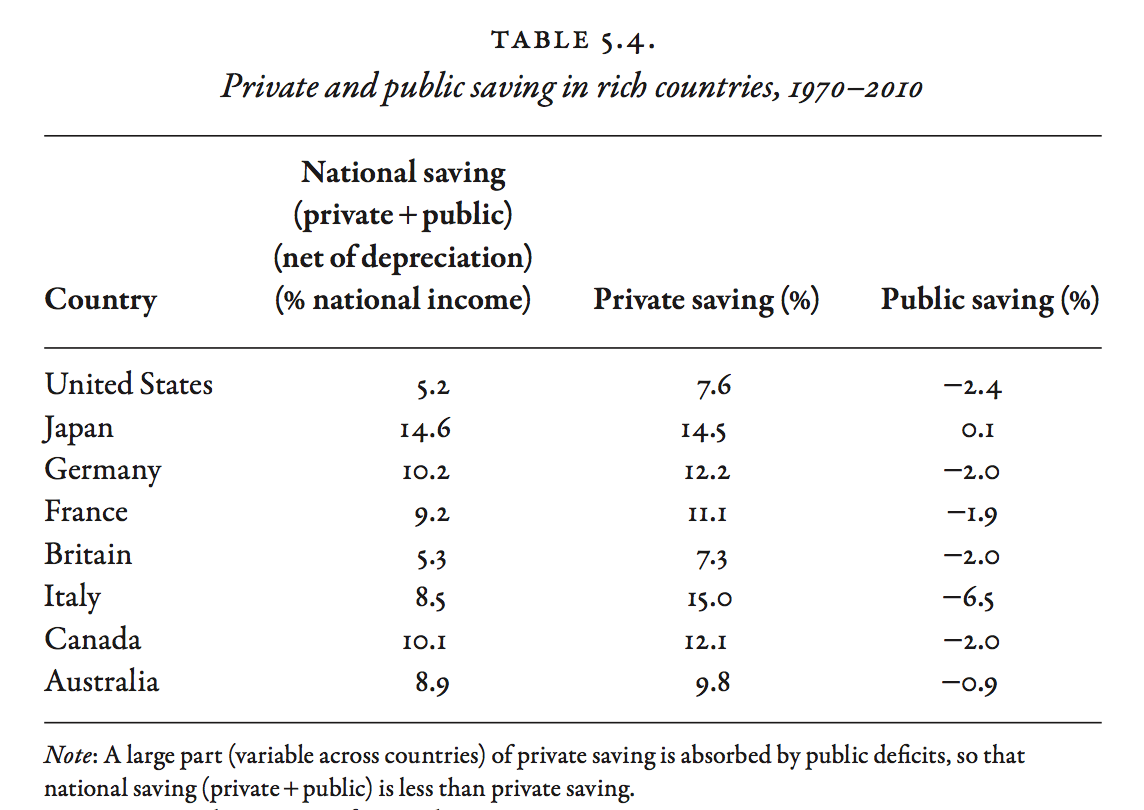 TABLE 5.4.
Private and public saving in rich countries, 1970–2010
National saving
(private + public)
(net of depreciation)
Country (% national income) Private saving (%) Public saving (%)
United States 5.2 7.6 −2.4
Japan 14.6 14.5 0.1
Germany 10.2 12.2 −2.0
France 9.2 11.1 −1.9
Britain 5.3 7.3 −2.0
Italy 8.5 15.0 −6.5
Canada 10.1 12.1 −2.0
Australia 8.9 9.8 −0.9
Note: A large part (variable across countries) of private saving is absorbed by public deficits, so that
national saving (private + public) is less than private saving.